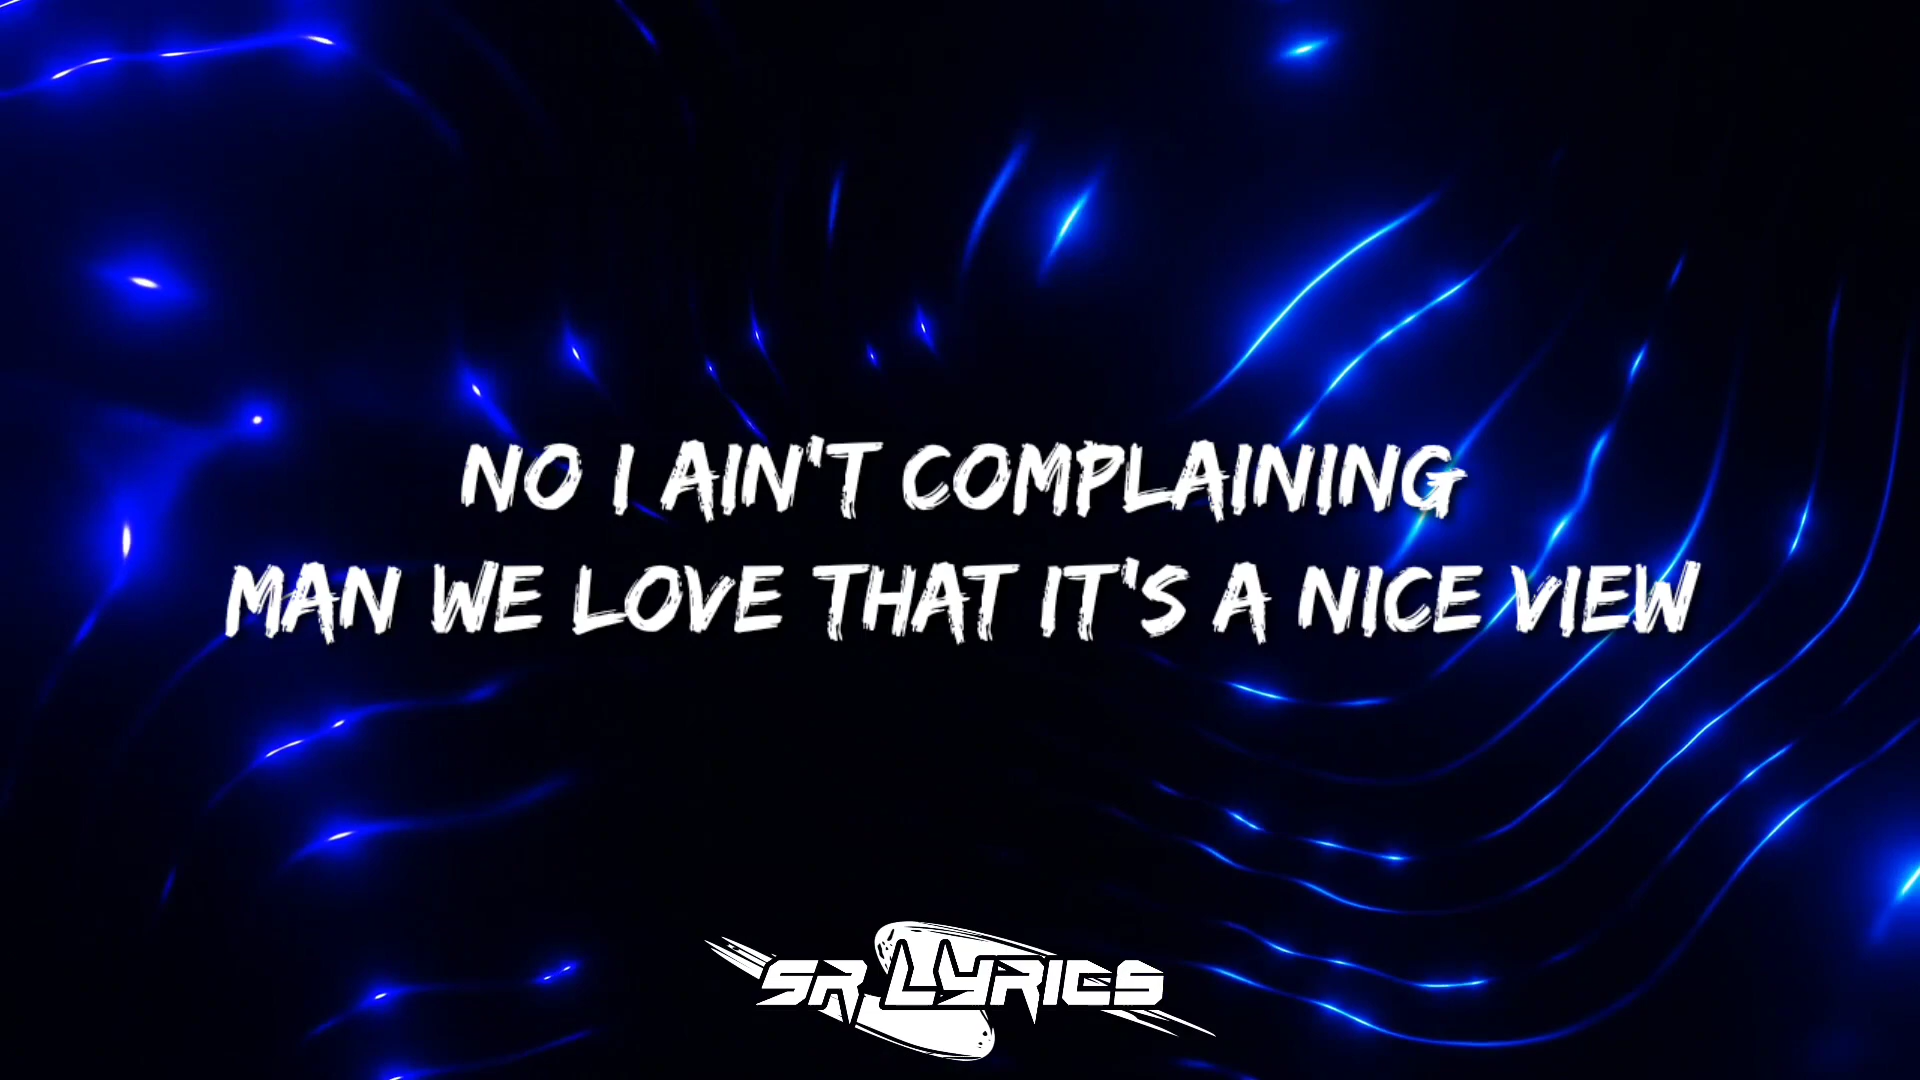 NO I AIN'T COMPLAINING
MAN WE LOVE THAT IT'S A NICE VIEW
SR LYRICS